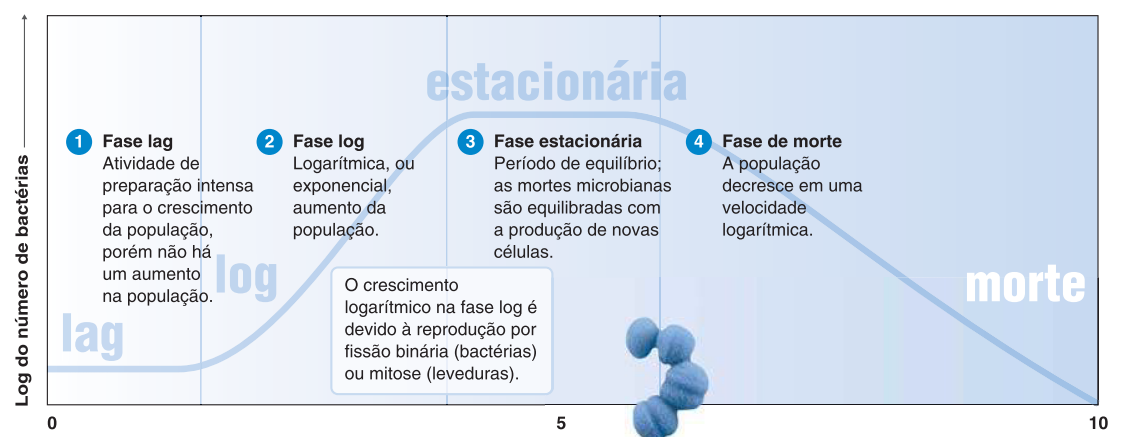 Log do número de bactérias
estacionária
1 Fase lag
Atividade de
preparação intensa
para o crescimento
da população,
porém não há
um aumento
na população.
2 Fase log
Logarítmica, ou
exponencial,
aumento da
população.
3 Fase estacionária
Período de equilíbrio;
as mortes microbianas
são equilibradas com
a produção de novas
células.
4 Fase de morte
A população
decresce em uma
velocidade
logarítmica.
lag
log
O crescimento
logarítmico na fase log é
devido à reprodução por
fissão binária (bactérias)
ou mitose (leveduras).
morte
0
5
10